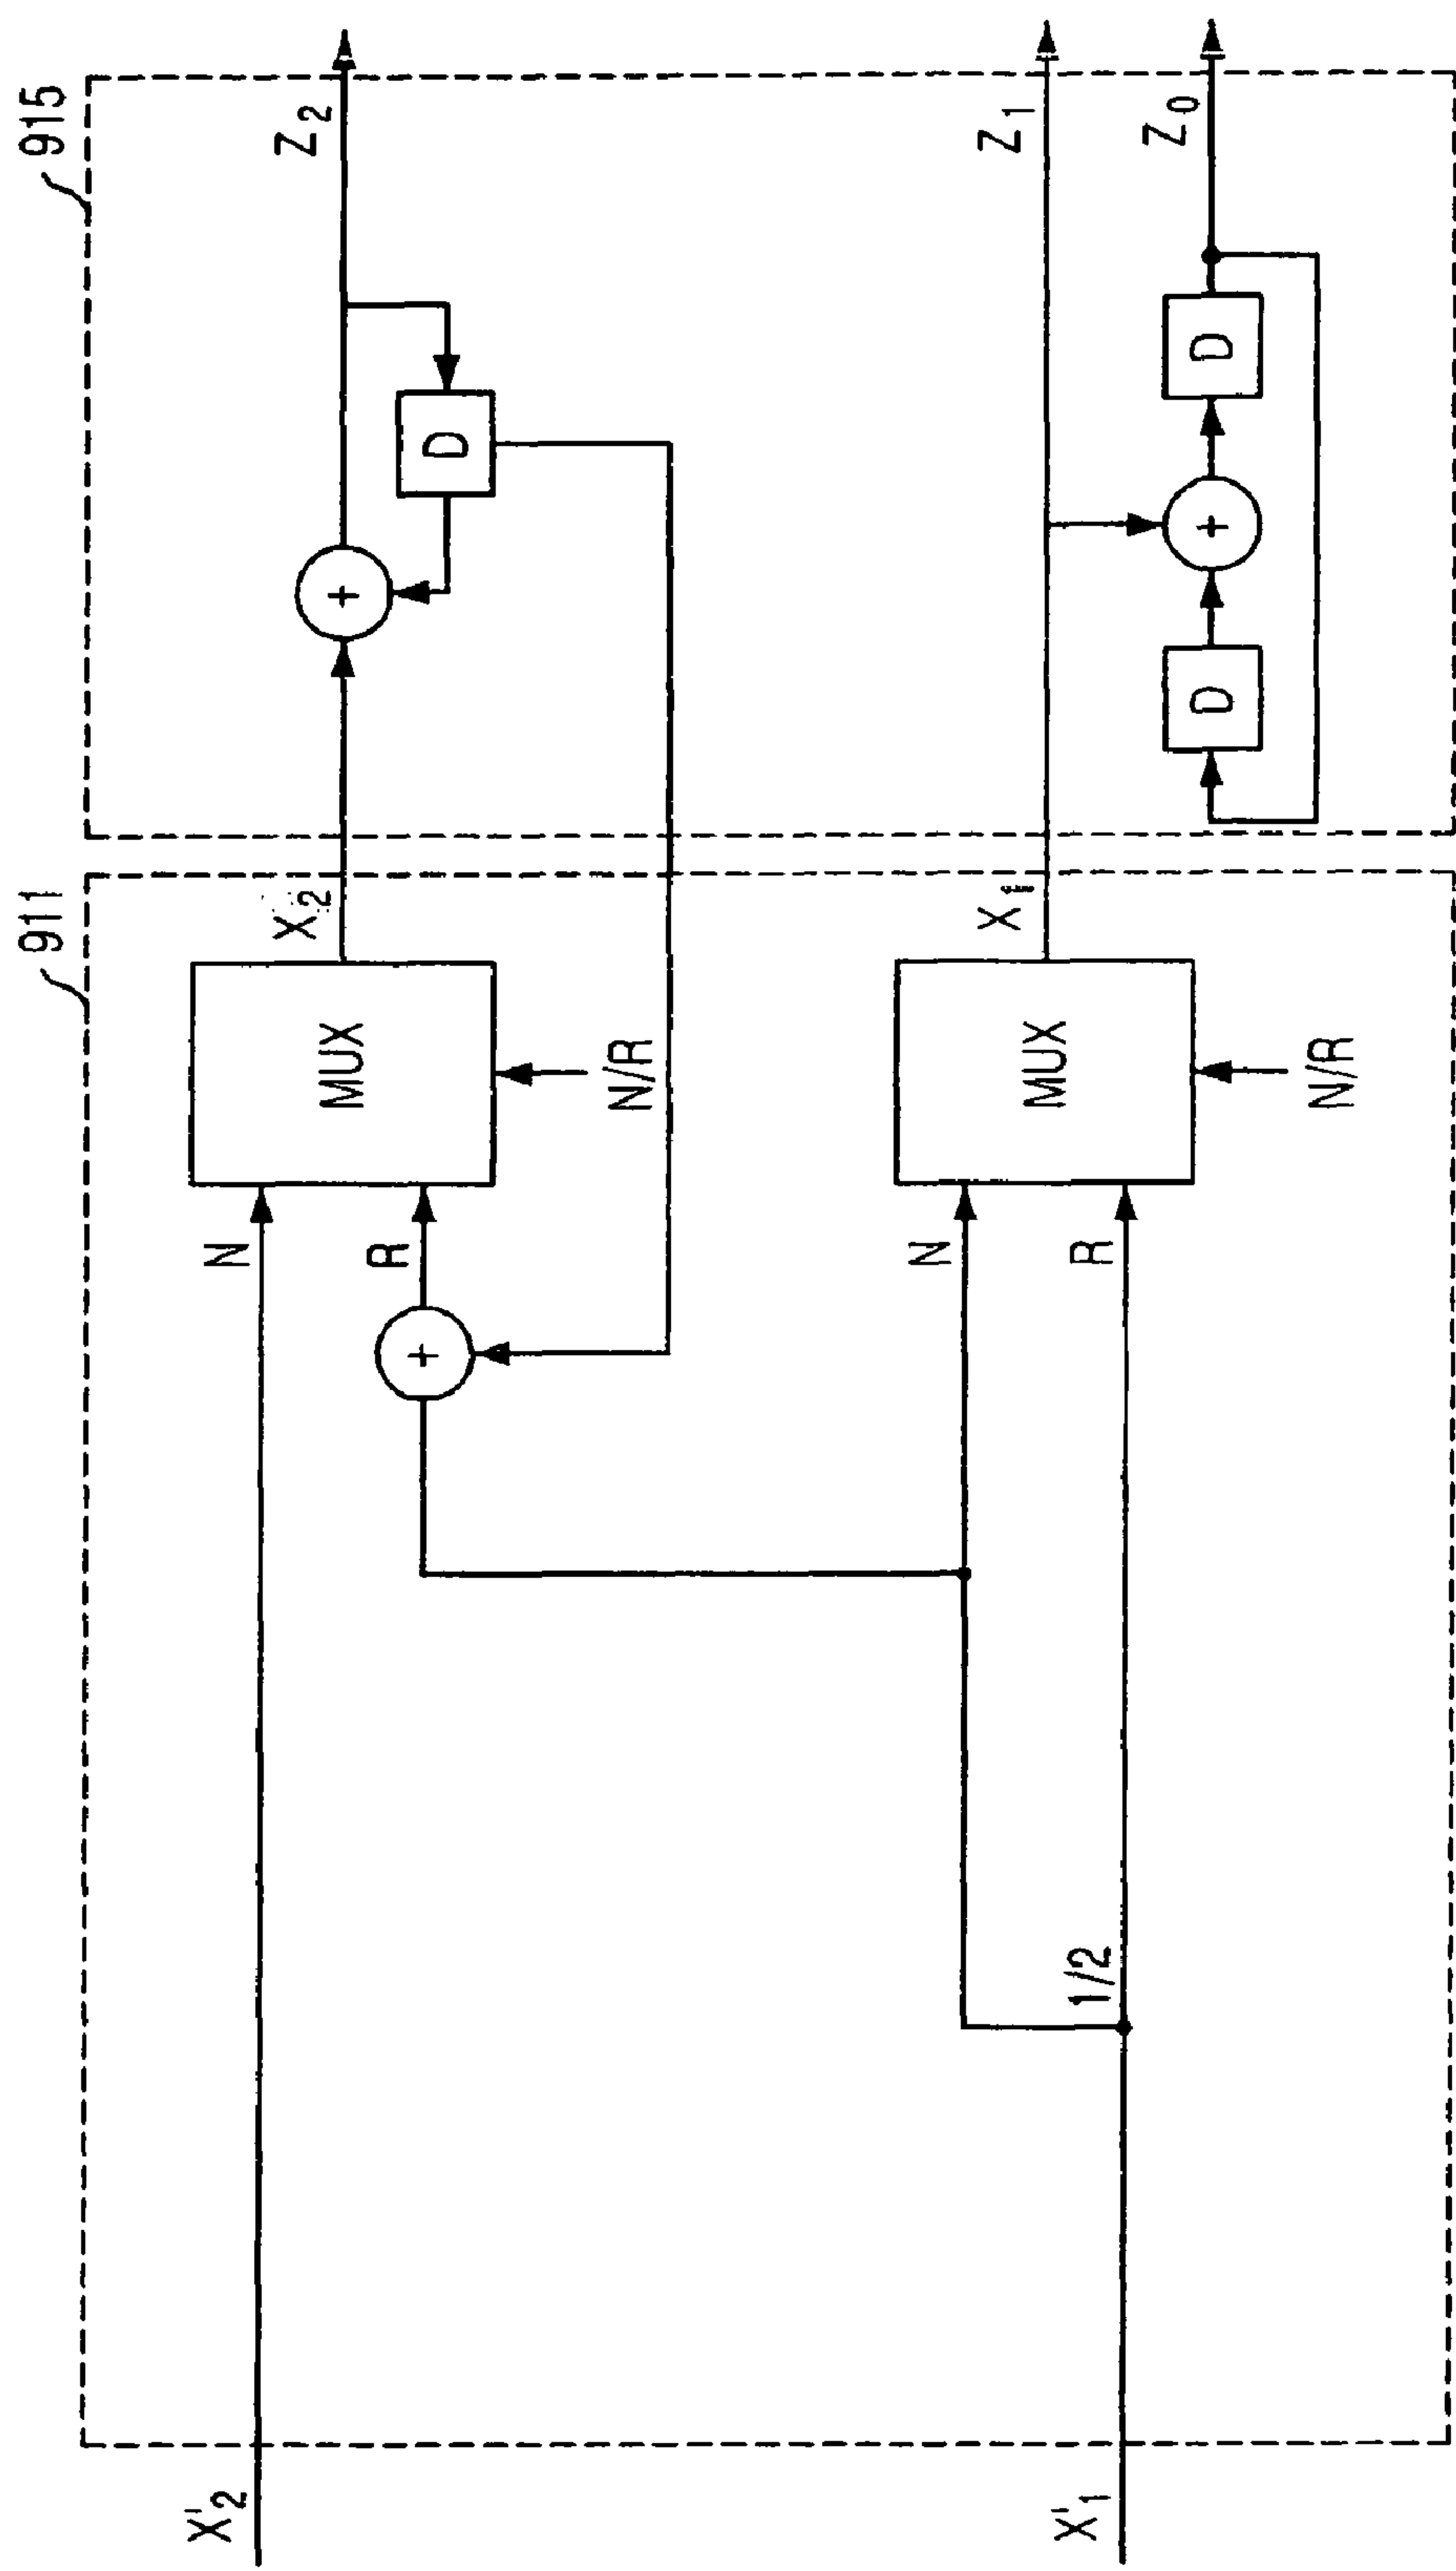 911
915
X'2
N
MUX
X2
+
Z2
R
+
N/R
D
X'1
1/2
N
MUX
X1
Z1
R
N/R
D
+
D
Z0